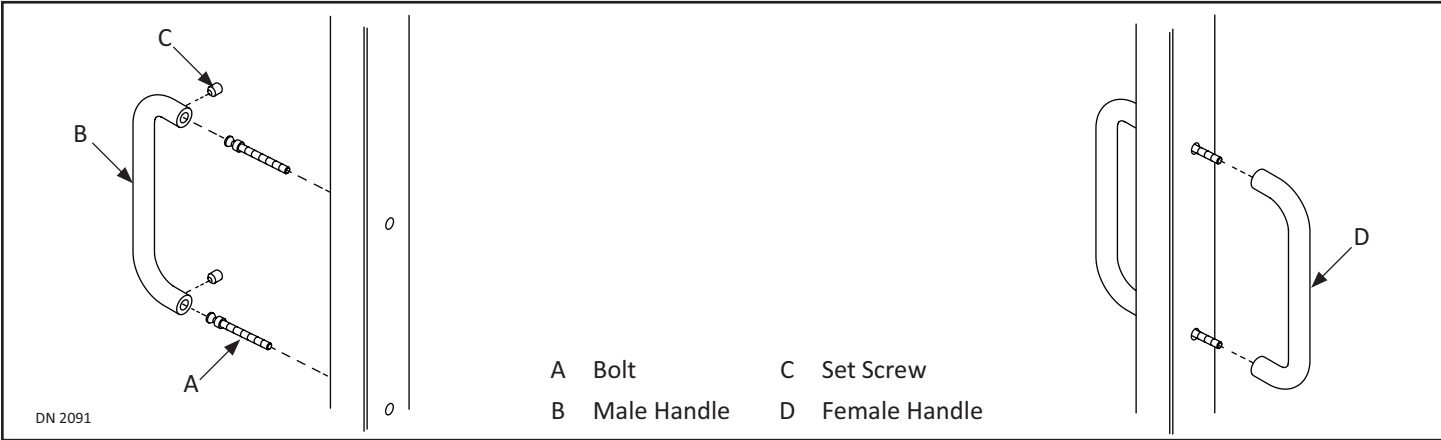 C
B
D
A
A Bolt C Set Screw
B Male Handle D Female Handle
DN 2091